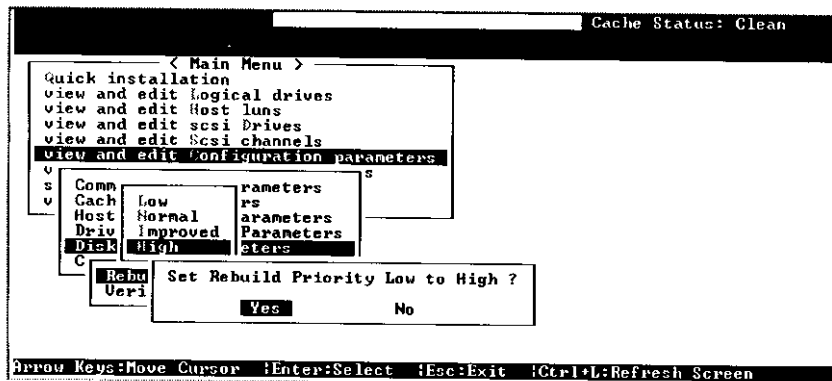 Cache Status: Clean
< Main Menu >
Quick installation
view and edit Logical drives
view and edit Host luns
view and edit scsi Drives
view and edit Scsi channels
view and edit Configuration parameters
v s
s Comm rameters
v Cach Low rs
Host Normal arameters
Driv Improved Parameters
Disk High eters
C
Rebu Set Rebuild Priority Low to High ?
Veri
Yes No
Arrow Keys:Move Cursor |Enter:Select |Esc:Exit |Ctrl+L:Refresh Screen